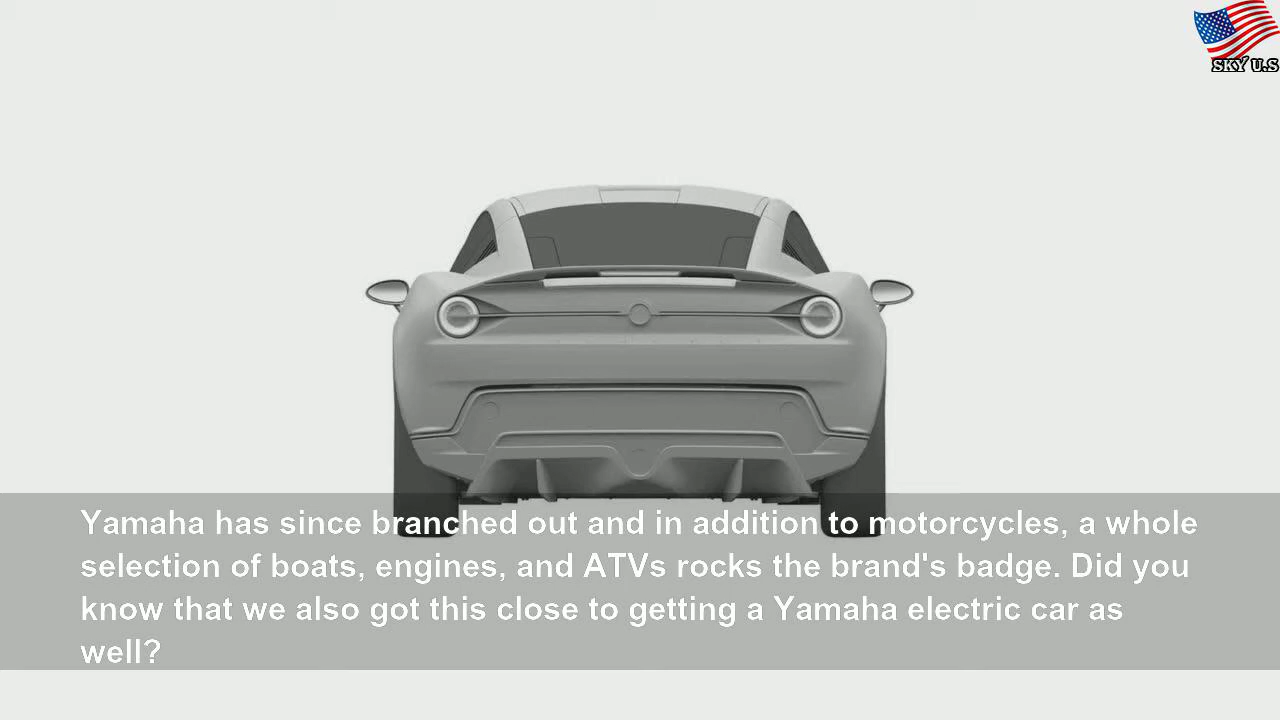 SKY U.S
Yamaha has since branched out and in addition to motorcycles, a whole
selection of boats, engines, and ATVs rocks the brand's badge. Did you
know that we also got this close to getting a Yamaha electric car as
well?